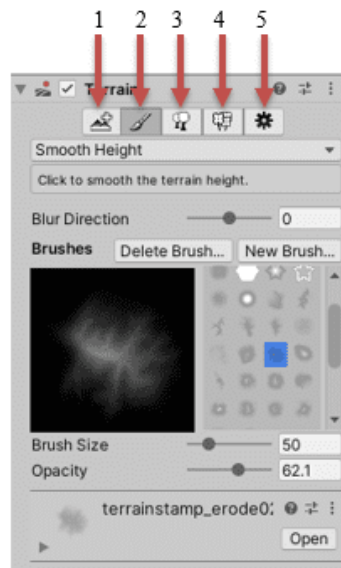 1 2 3 4 5
Terrain
Smooth Height
Click to smooth the terrain height.
Blur Direction 0
Brushes Delete Brush... New Brush...
Brush Size 50
Opacity 62.1
terrainstamp_erode02
Open